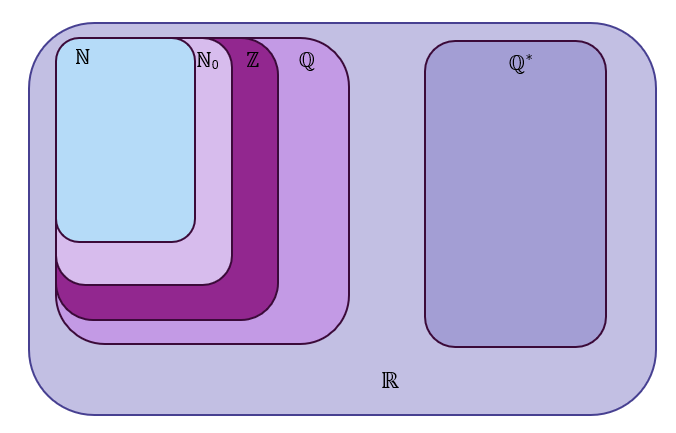 ℕ
ℕ₀
ℤ
ℚ
ℚ*
ℝ